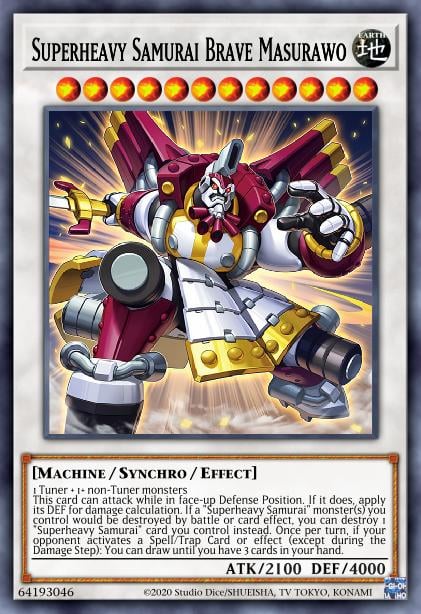 SUPERHEAVY SAMURAI BRAVE MASURAWO
EARTH
地
[MACHINE / SYNCHRO / EFFECT]
1 Tuner + 1+ non-Tuner monsters
This card can attack while in face-up Defense Position. If it does, apply
its DEF for damage calculation. If a "Superheavy Samurai" monster(s) you
control would be destroyed by battle or card effect, you can destroy 1
"Superheavy Samurai" card you control instead. Once per turn, if your
opponent activates a Spell/Trap Card or effect (except during the
Damage Step): You can draw until you have 3 cards in your hand.
ATK/2100 DEF/4000
64193046
©2020 Studio Dice/SHUEISHA, TV TOKYO, KONAMI